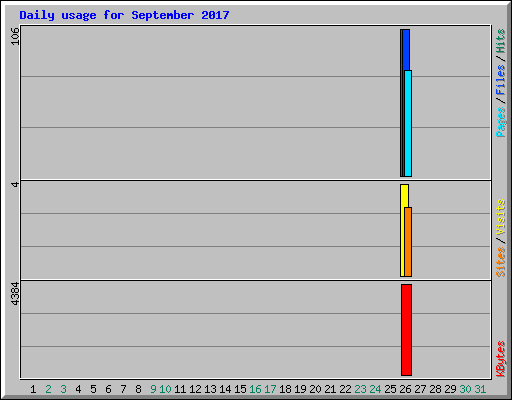 Daily usage for September 2017
106
Pages/Files/Hits
4
Sites/Visits
4384
KBytes
1 2 3 4 5 6 7 8 9 10 11 12 13 14 15 16 17 18 19 20 21 22 23 24 25 26 27 28 29 30 31